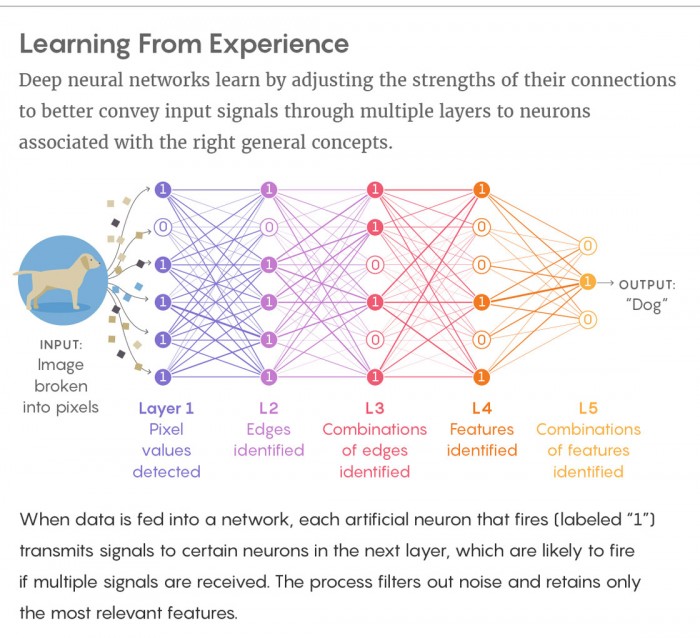 Learning From Experience
Deep neural networks learn by adjusting the strengths of their connections
to better convey input signals through multiple layers to neurons
associated with the right general concepts.
1 1 1 1
0 0 1 0
0
1 1 0 0
1 OUTPUT:
"Dog"
1 1 1 1
0
1 1 0 0
1 1 1 1
INPUT:
Image
broken
into pixels
Layer 1
Pixel
values
detected
L2
Edges
identified
L3
Combinations
of edges
identified
L4
Features
identified
L5
Combinations
of features
identified
When data is fed into a network, each artificial neuron that fires (labeled "1")
transmits signals to certain neurons in the next layer, which are likely to fire
if multiple signals are received. The process filters out noise and retains only
the most relevant features.